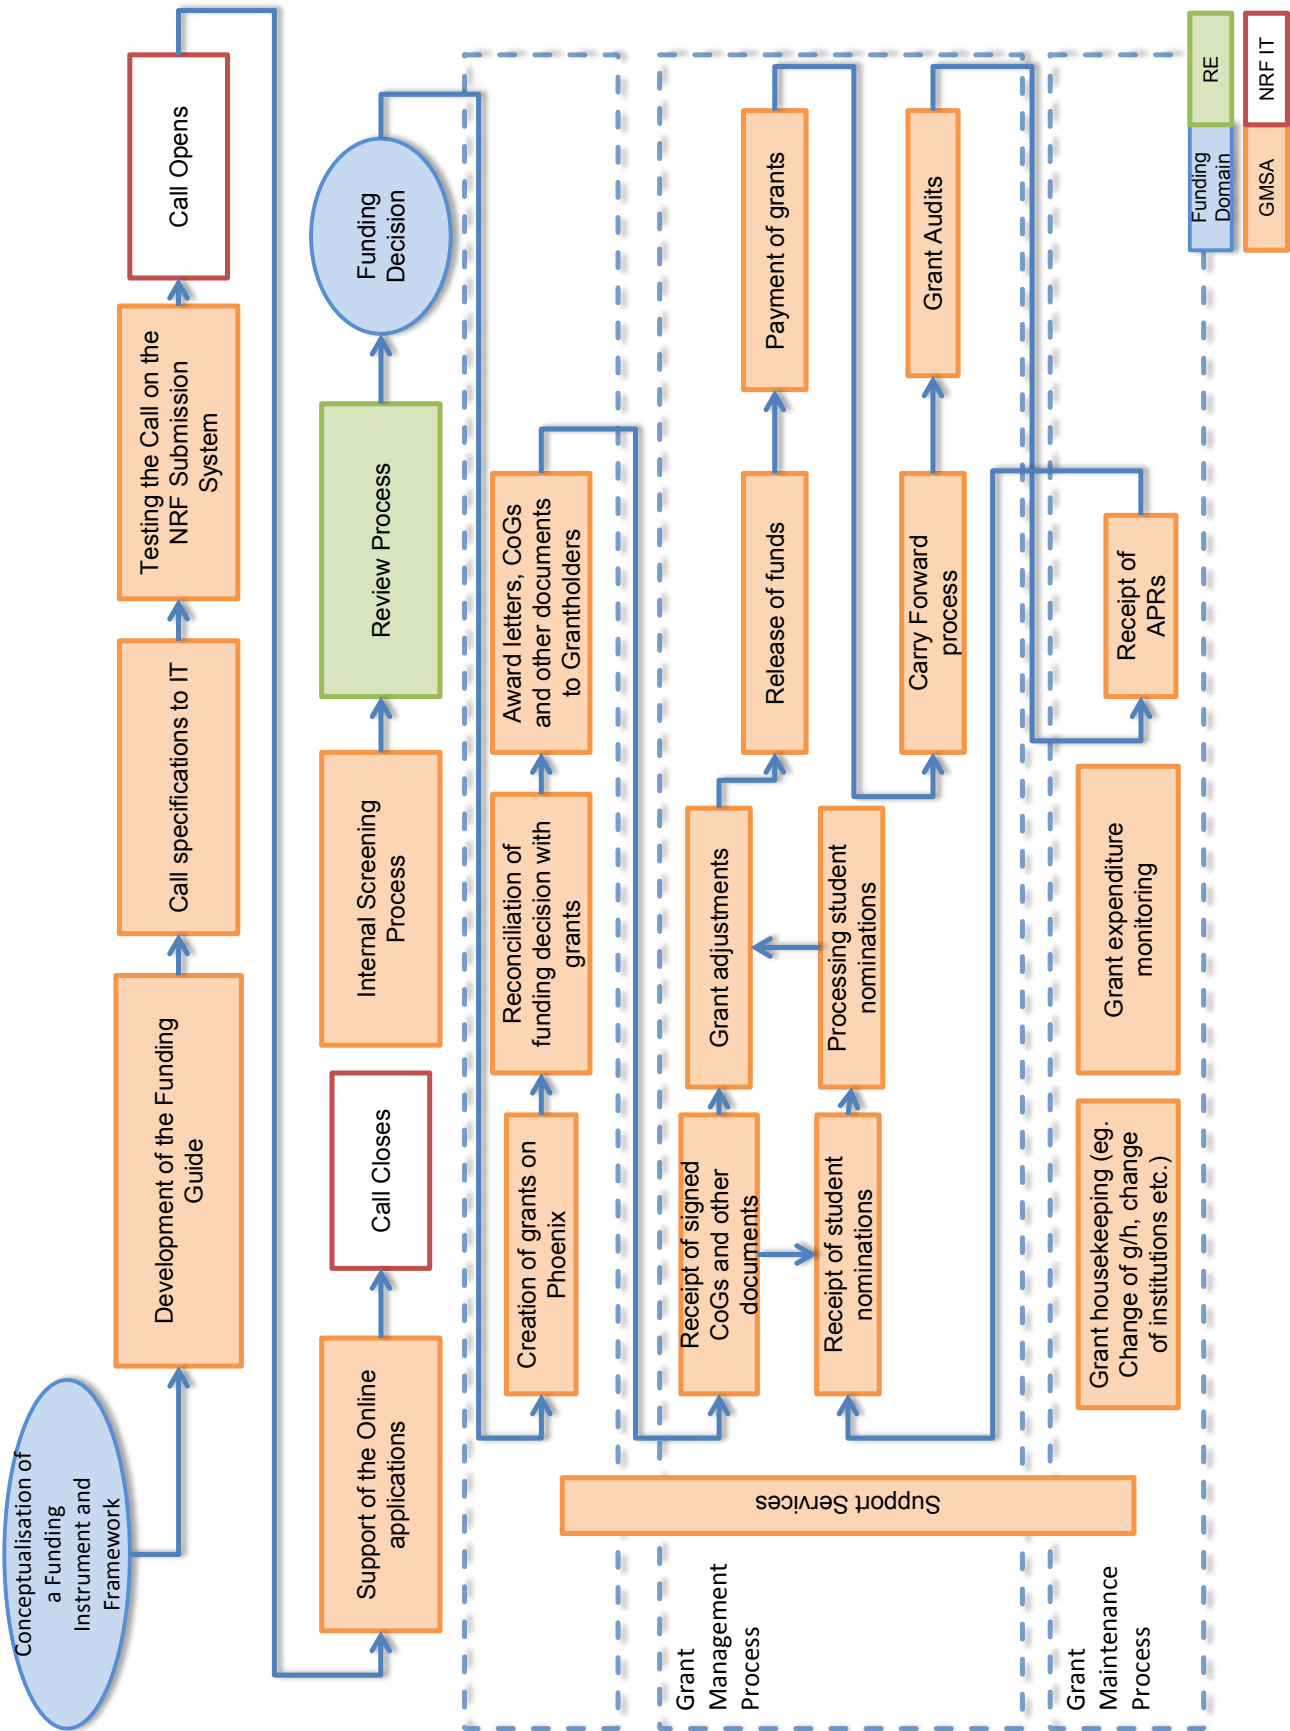 Conceptualisation of
a Funding
Instrument and
Framework
Development of the Funding
Guide
Call specifications to IT
Testing the Call on the
NRF Submission
System
Call Opens
Support of the Online
applications
Call Closes
Internal Screening
Process
Review Process
Funding
Decision
Creation of grants on
Phoenix
Reconciliation of
funding decision with
grants
Award letters, CoGs
and other documents
to Grantholders
Grant
Management
Process
Support Services
Receipt of signed
CoGs and other
documents
Grant adjustments
Release of funds
Payment of grants
Receipt of student
nominations
Processing student
nominations
Carry Forward
process
Grant Audits
Grant
Maintenance
Process
Grant housekeeping (eg.
Change of g/h, change
of institutions etc.)
Grant expenditure
monitoring
Receipt of
APRs
Funding
Domain
RE
GMSA
NRF IT